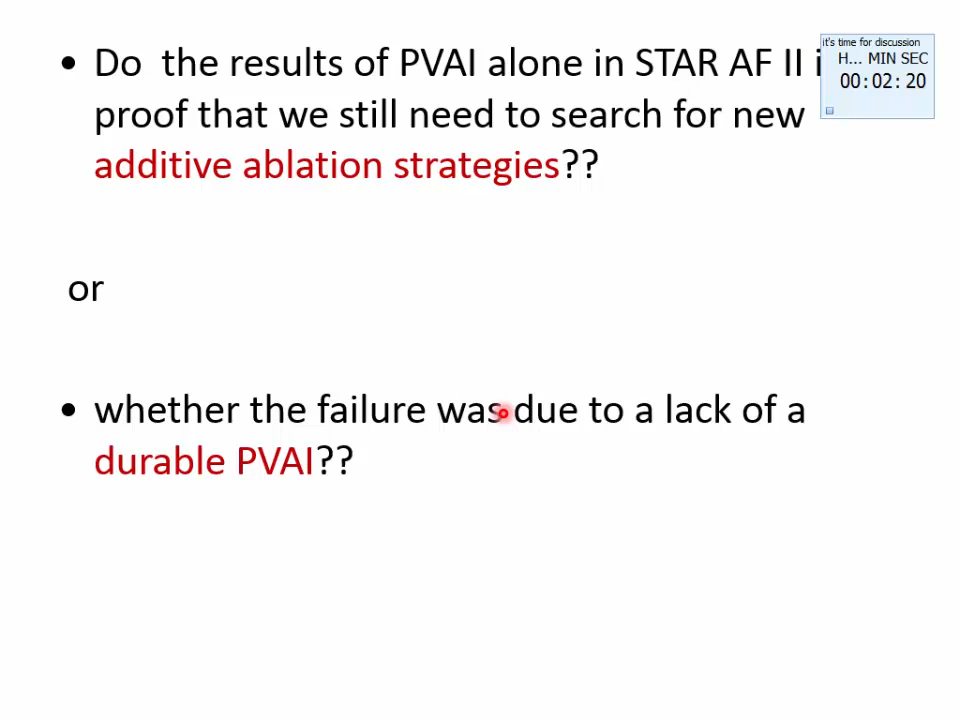 • Do  the results of PVAI alone in STAR AF II
it's time for discussion
H... MIN SEC
00:02:20
proof that we still need to search for new
additive ablation strategies??
or
• whether the failure was due to a lack of a
durable PVAI??